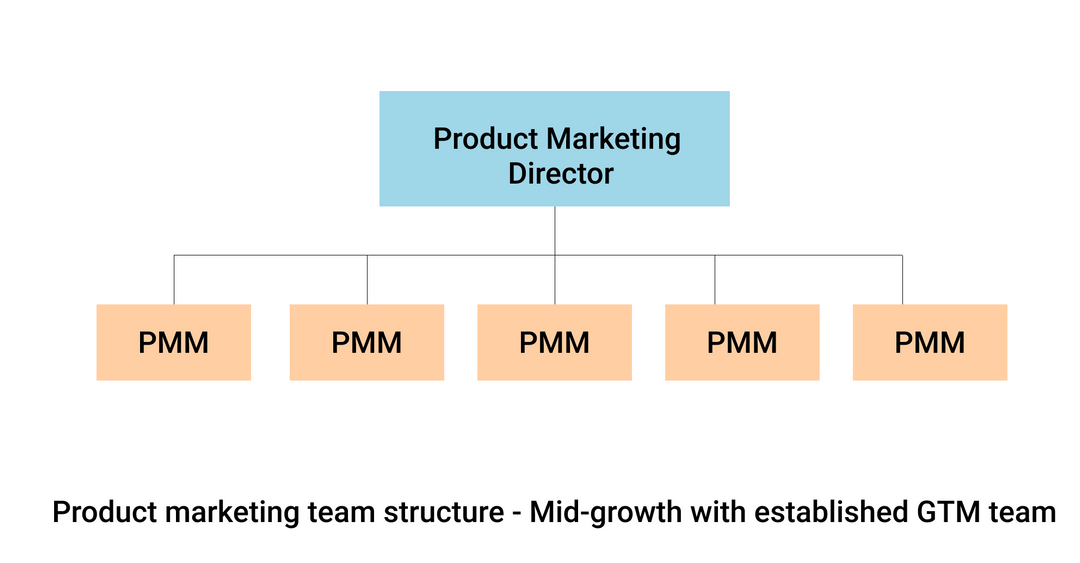 Product Marketing
Director
PMM
PMM
PMM
PMM
PMM
Product marketing team structure - Mid-growth with established GTM team